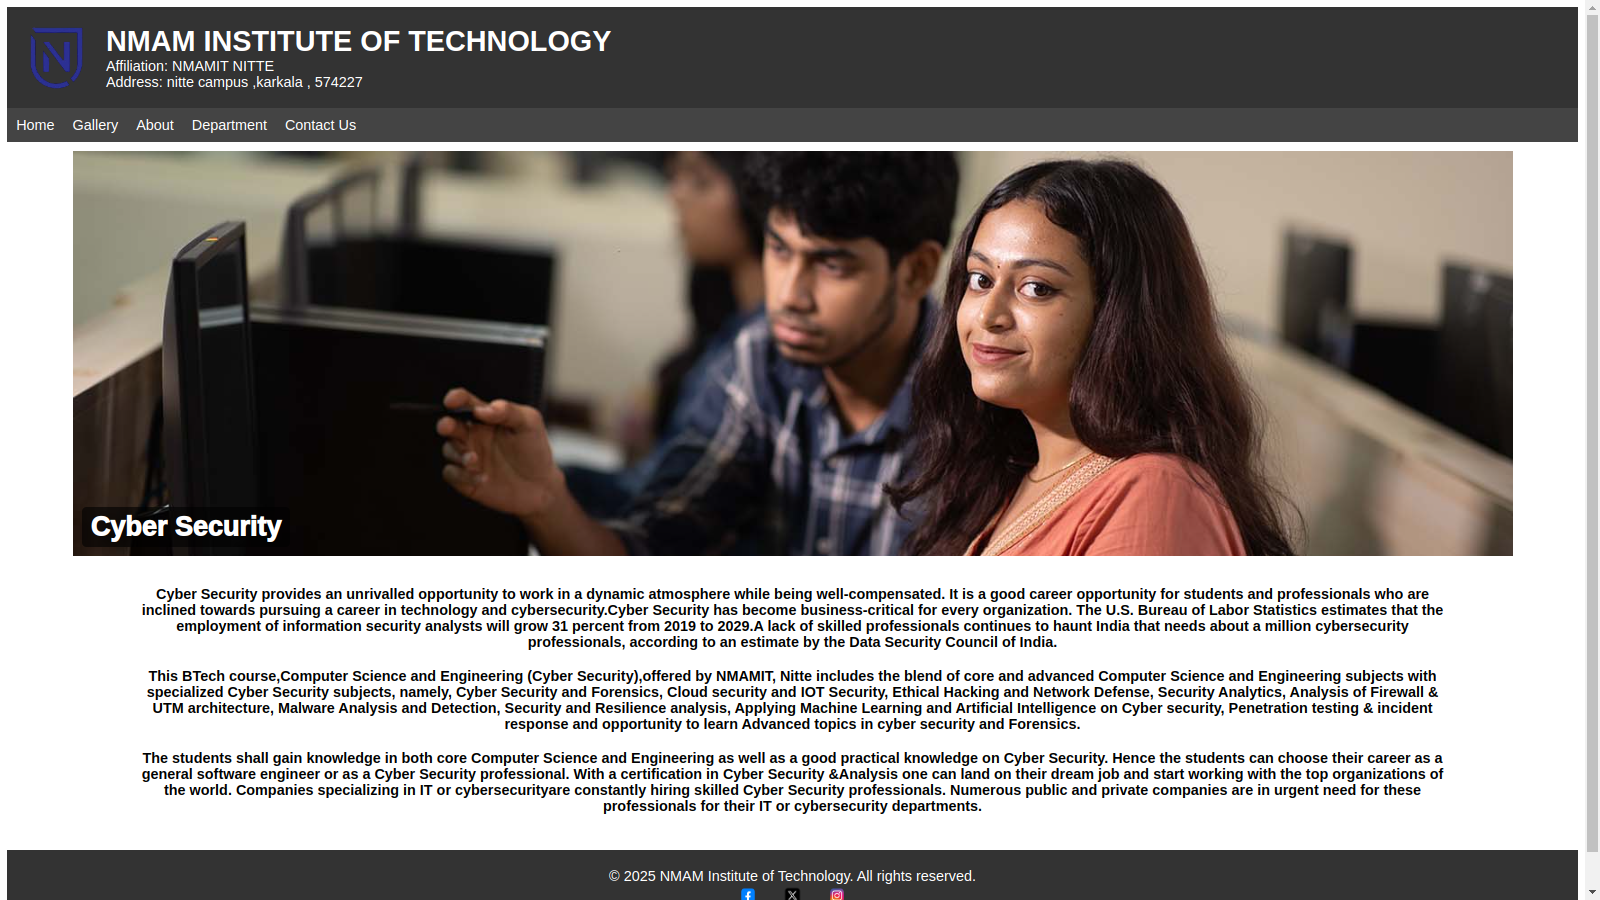 N
NMAM INSTITUTE OF TECHNOLOGY
Affiliation: NMAMIT NITTE
Address: nitte campus ,karkala , 574227
Home Gallery About Department Contact Us
Cyber Security
Cyber Security provides an unrivalled opportunity to work in a dynamic atmosphere while being well-compensated. It is a good career opportunity for students and professionals who are
inclined towards pursuing a career in technology and cybersecurity.Cyber Security has become business-critical for every organization. The U.S. Bureau of Labor Statistics estimates that the
employment of information security analysts will grow 31 percent from 2019 to 2029.A lack of skilled professionals continues to haunt India that needs about a million cybersecurity
professionals, according to an estimate by the Data Security Council of India.
This BTech course,Computer Science and Engineering (Cyber Security),offered by NMAMIT, Nitte includes the blend of core and advanced Computer Science and Engineering subjects with
specialized Cyber Security subjects, namely, Cyber Security and Forensics, Cloud security and IOT Security, Ethical Hacking and Network Defense, Security Analytics, Analysis of Firewall &
UTM architecture, Malware Analysis and Detection, Security and Resilience analysis, Applying Machine Learning and Artificial Intelligence on Cyber security, Penetration testing & incident
response and opportunity to learn Advanced topics in cyber security and Forensics.
The students shall gain knowledge in both core Computer Science and Engineering as well as a good practical knowledge on Cyber Security. Hence the students can choose their career as a
general software engineer or as a Cyber Security professional. With a certification in Cyber Security &Analysis one can land on their dream job and start working with the top organizations of
the world. Companies specializing in IT or cybersecurityare constantly hiring skilled Cyber Security professionals. Numerous public and private companies are in urgent need for these
professionals for their IT or cybersecurity departments.
© 2025 NMAM Institute of Technology. All rights reserved.